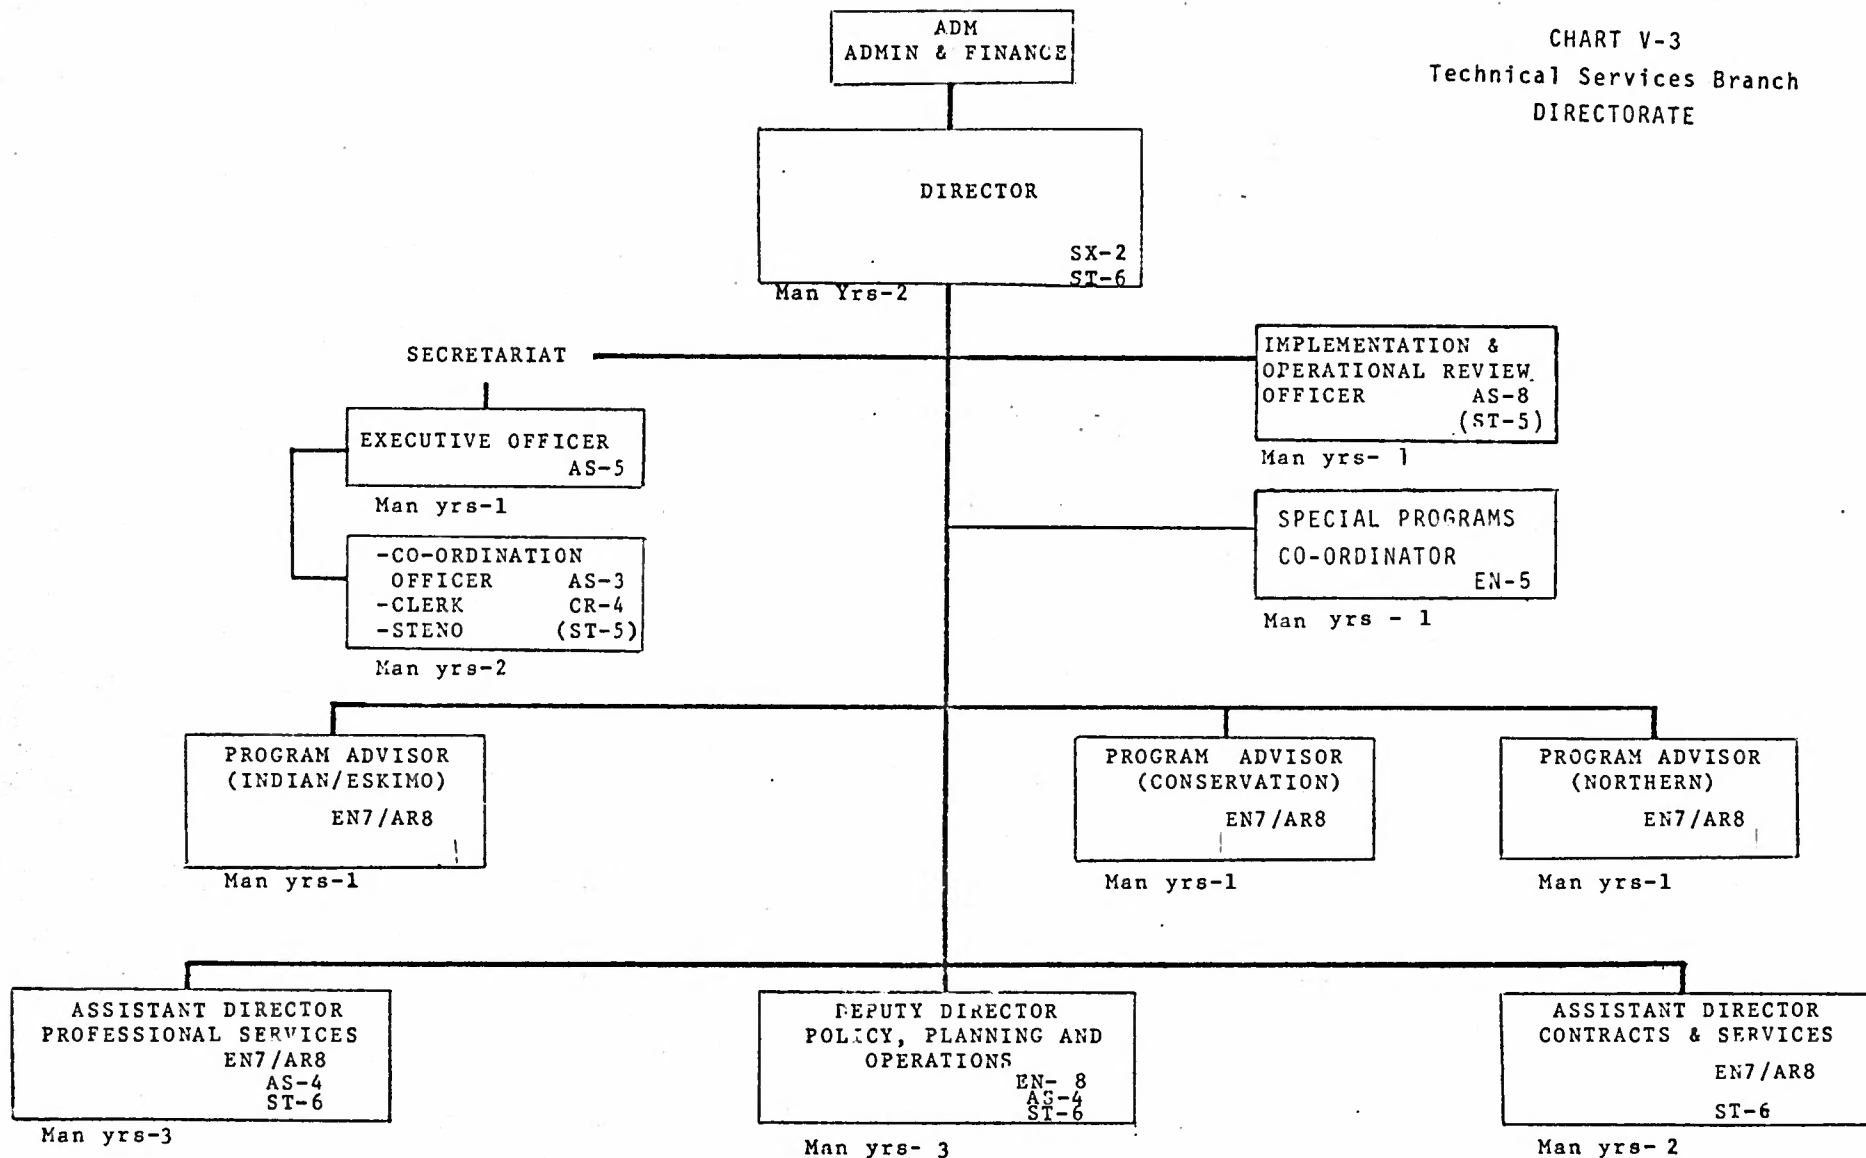 CHART V-3
Technical Services Branch
DIRECTORATE
ADM
ADMIN & FINANCE
DIRECTOR
SX-2
ST-6
Man Yrs-2
SECRETARIAT
IMPLEMENTATION &
OPERATIONAL REVIEW
OFFICER AS-8
(ST-5)
Man yrs- 1
EXECUTIVE OFFICER
AS-5
Man yrs-1
SPECIAL PROGRAMS
CO-ORDINATOR
EN-5
Man yrs - 1
-CO-ORDINATION
OFFICER AS-3
-CLERK CR-4
-STENO (ST-5)
Man yrs-2
PROGRAM ADVISOR
(INDIAN/ESKIMO)
EN7/AR8
Man yrs-1
PROGRAM ADVISOR
(CONSERVATION)
EN7/AR8
Man yrs-1
PROGRAM ADVISOR
(NORTHERN)
EN7/AR8
Man yrs-1
ASSISTANT DIRECTOR
PROFESSIONAL SERVICES
EN7/AR8
AS-4
ST-6
Man yrs-3
DEPUTY DIRECTOR
POLICY, PLANNING AND
OPERATIONS
EN- 8
AS-4
ST-6
Man yrs- 3
ASSISTANT DIRECTOR
CONTRACTS & SERVICES
EN7/AR8
ST-6
Man yrs- 2